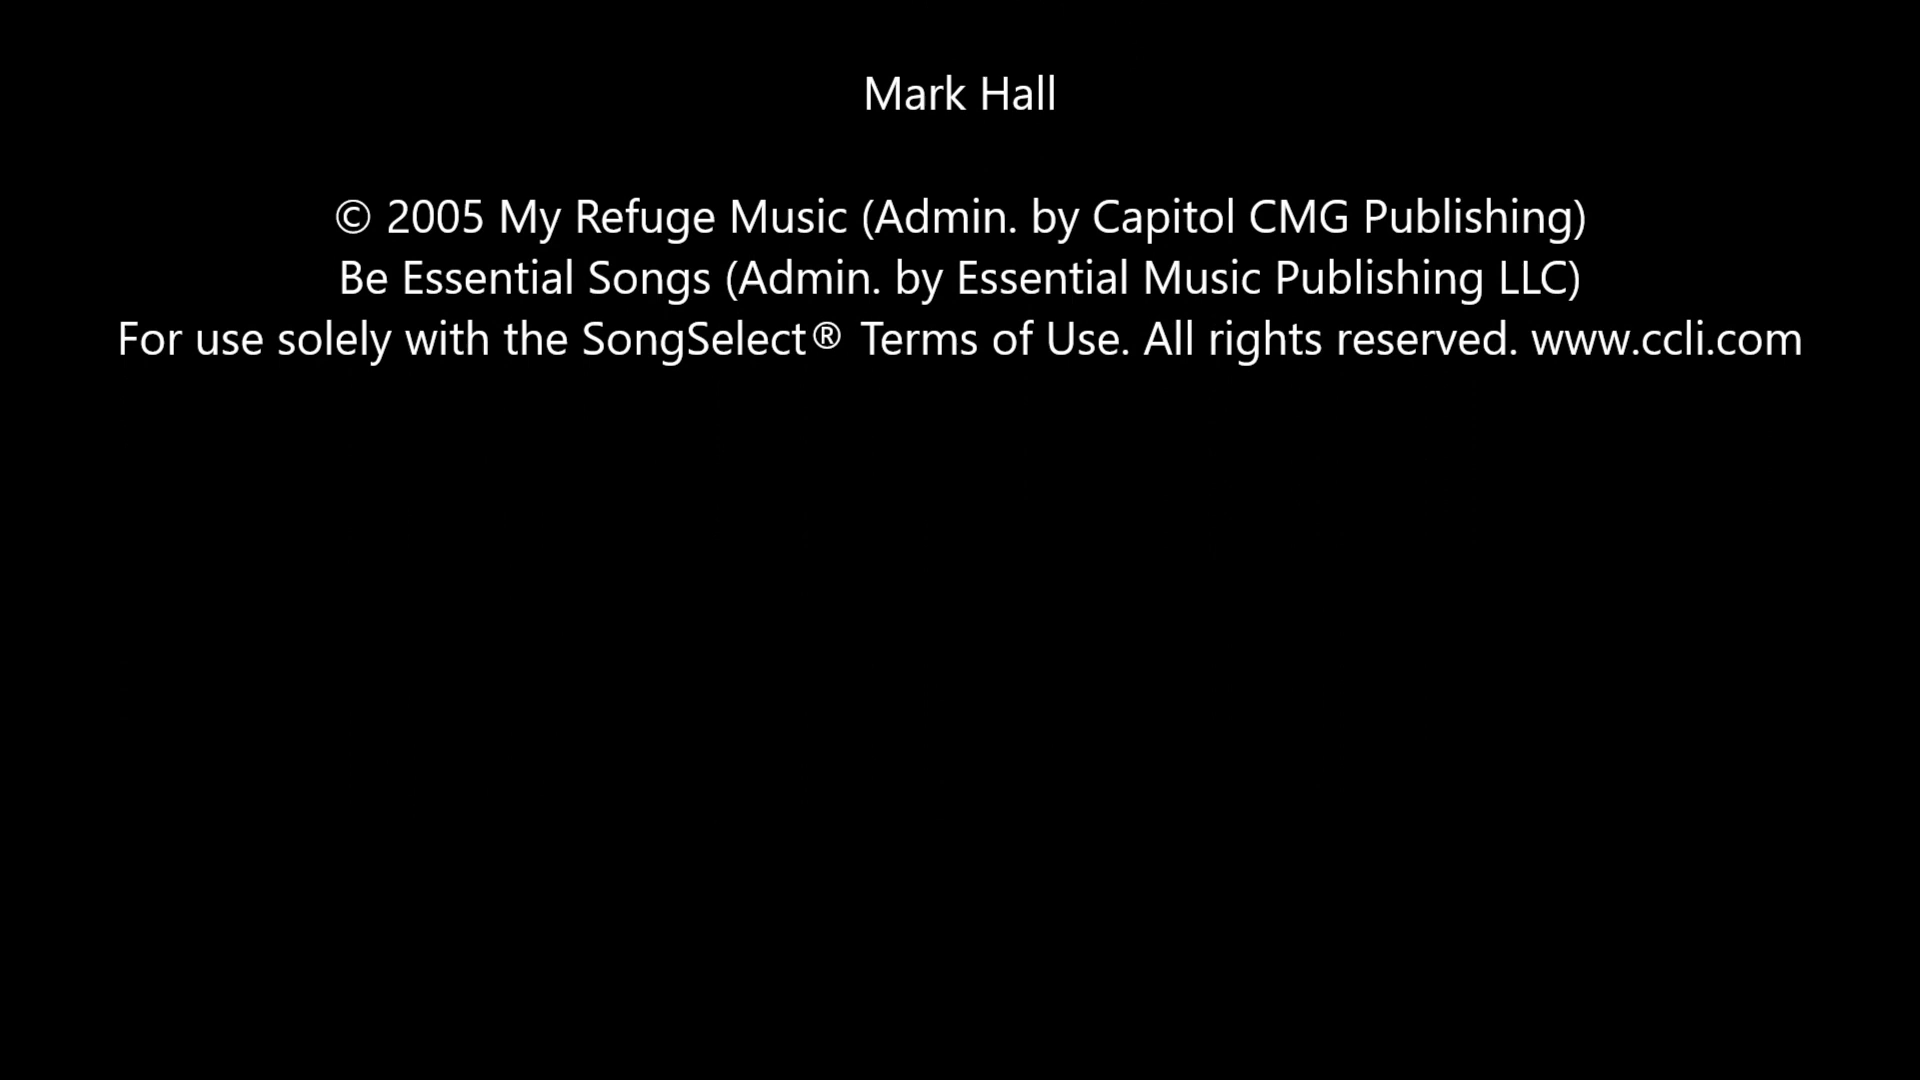 Mark Hall
© 2005 My Refuge Music (Admin. by Capitol CMG Publishing)
Be Essential Songs (Admin. by Essential Music Publishing LLC)
For use solely with the SongSelect® Terms of Use. All rights reserved. www.ccli.com